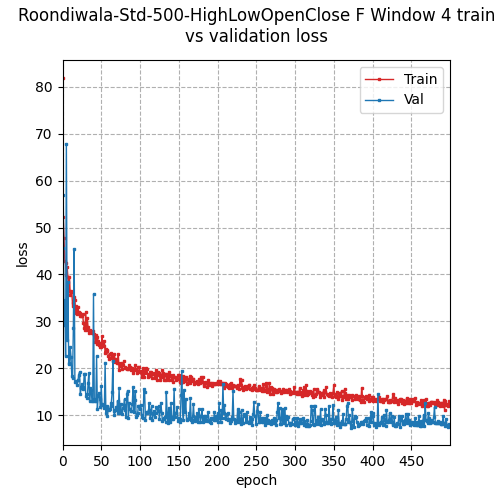 Roondiwala-Std-500-HighLowOpenClose F Window 4 train
vs validation loss
Train
Val
80
70
60
50
40
30
20
10
loss
0 50 100 150 200 250 300 350 400 450
epoch